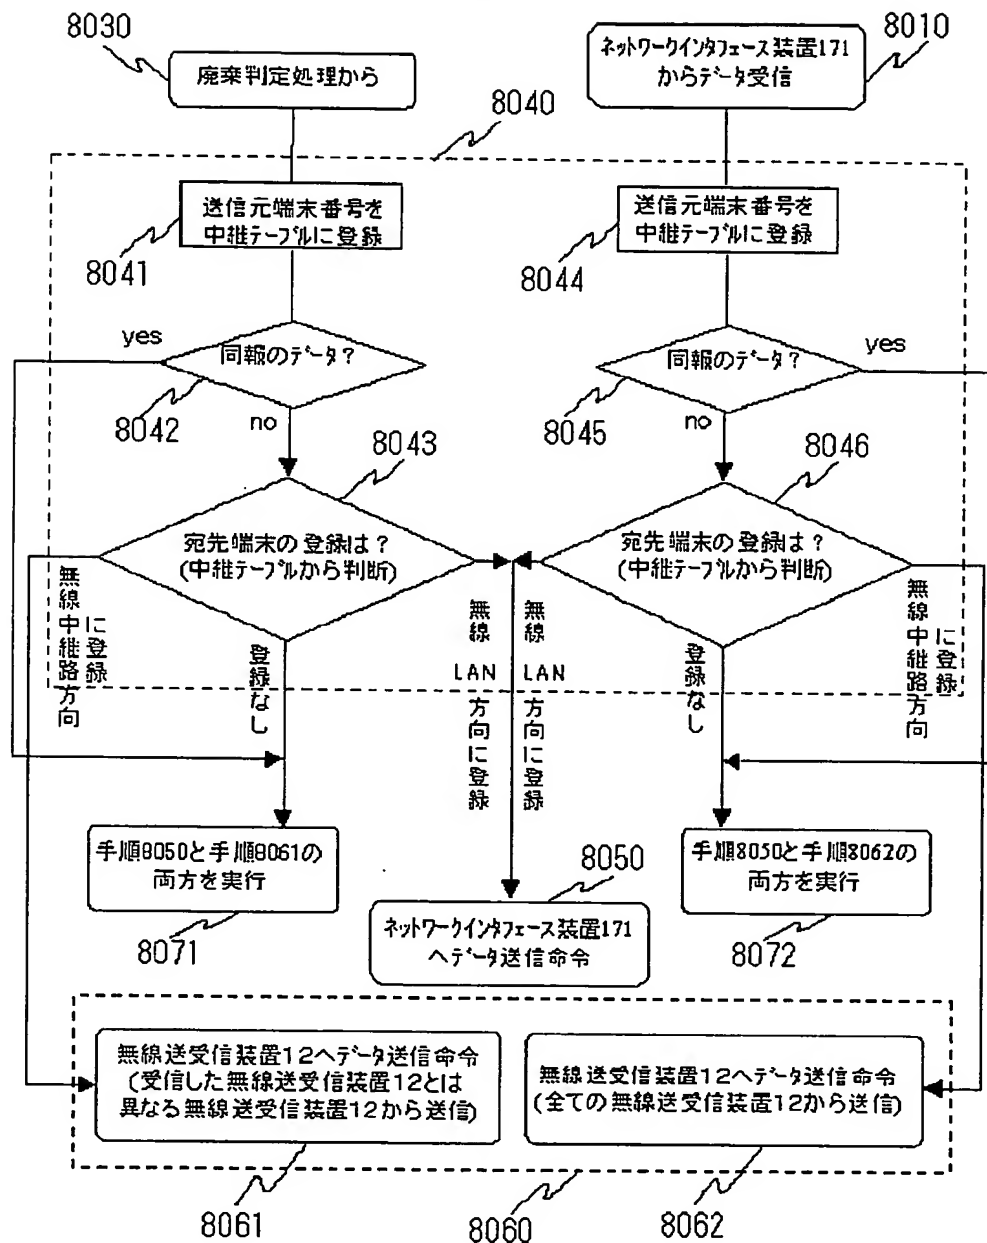 8030
廃棄判定処理から
8010
ネットワークインタフェース装置171
からデータ受信
8040
送信元端末番号を
中継テーブルに登録
8041
送信元端末番号を
中継テーブルに登録
8044
yes
同報のデータ?
8042
no
yes
同報のデータ?
8045
no
8043
宛先端末の登録は?
(中継テーブルから判断)
8046
宛先端末の登録は?
(中継テーブルから判断)
無線中継路方向
に登録
登録なし
無線LAN方向に登録
無線LAN方向に登録
登録なし
無線中継路方向
に登録
手順8050と手順8061の
両方を実行
8071
8050
ネットワークインタフェース装置171
へデータ送信命令
手順8050と手順8062の
両方を実行
8072
無線送受信装置12へデータ送信命令
(受信した無線送受信装置12とは
異なる無線送受信装置12から送信)
無線送受信装置12へデータ送信命令
(全ての無線送受信装置12から送信)
8061
8060
8062